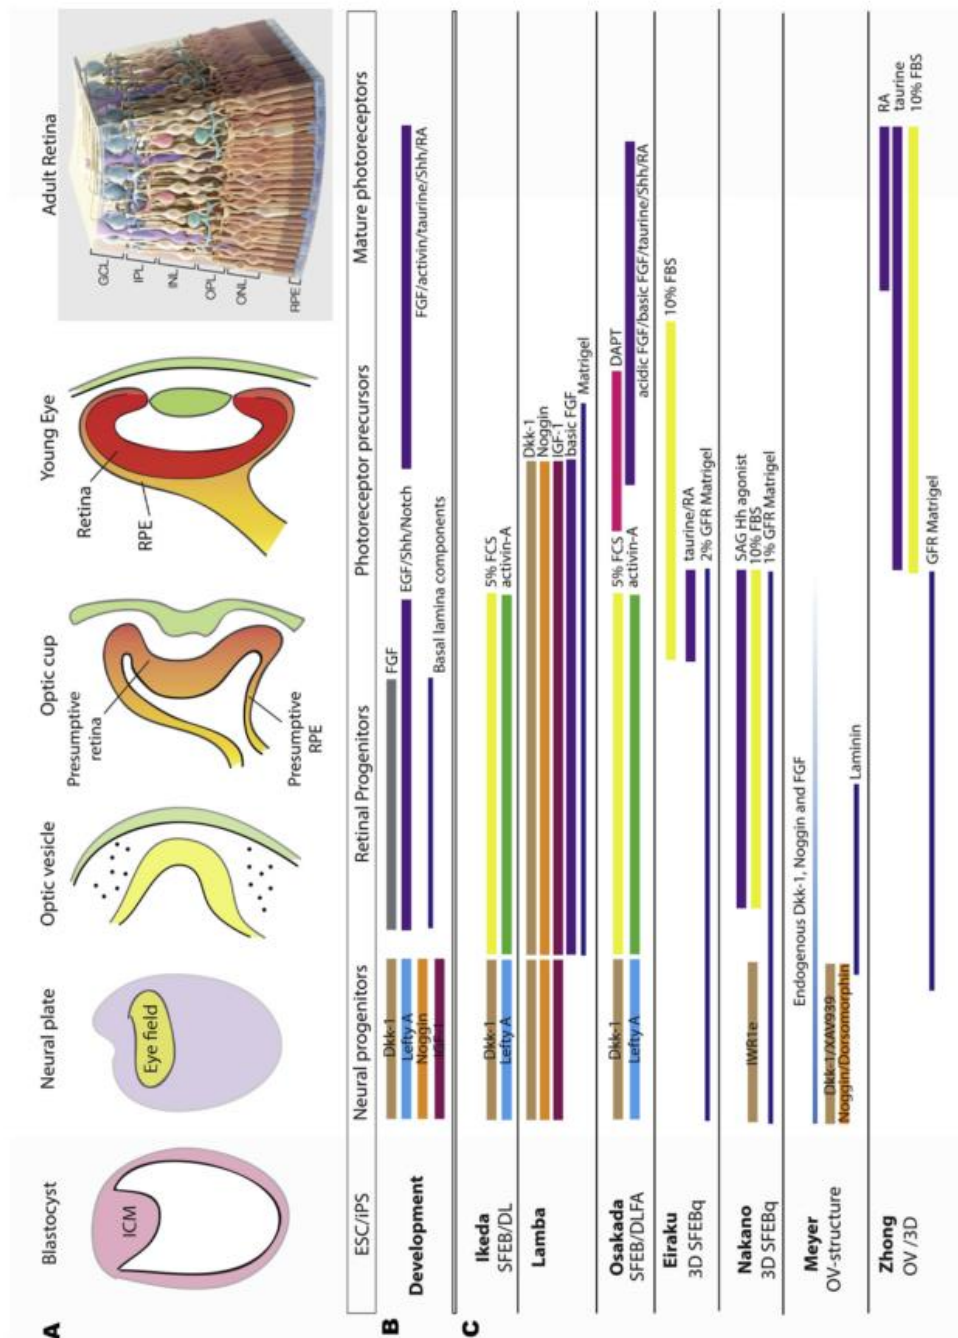 A
Blastocyst
Neural plate
Optic vesicle
Optic cup
Young Eye
Adult Retina
ICM
Eye field
Presumptive
retina
Presumptive
RPE
Retina
RPE
GCL
IPL
INL
OPL
ONL
RPE
ESC/iPS
Neural progenitors
Retinal Progenitors
Photoreceptor precursors
Mature photoreceptors
B
Development
Dkk-1
Lefty A
Noggin
IGF-1
FGF
EGF/Shh/Notch
Basal lamina components
FGF/activin/taurine/Shh/RA
C
Ikeda
SFEB/DL
Dkk-1
Lefty A
5% FCS
activin-A
Lamba
Dkk-1
Noggin
IGF-1
basic FGF
Matrigel
Osakada
SFEB/DLFA
Dkk-1
Lefty A
5% FCS
activin-A
DAPT
acidic FGF/basic FGF/taurine/Shh/RA
Eiraku
3D SFEBq
10% FBS
taurine/RA
2% GFR Matrigel
Nakano
3D SFEBq
IWR1e
SAG Hh agonist
10% FBS
1% GFR Matrigel
Meyer
OV-structure
Endogenous Dkk-1, Noggin and FGF
Dkk-1/XAV939
Noggin/Dorsomorphin
Laminin
Zhong
OV /3D
RA
taurine
10% FBS
GFR Matrigel